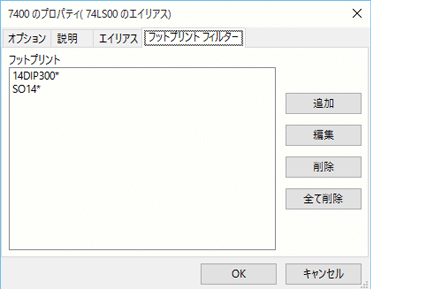 7400 のプロパティ( 74LS00 のエイリアス)
オプション 説明 エイリアス フットプリント フィルター
フットプリント
14DIP300*
SO14*
追加
編集
削除
全て削除
OK キャンセル